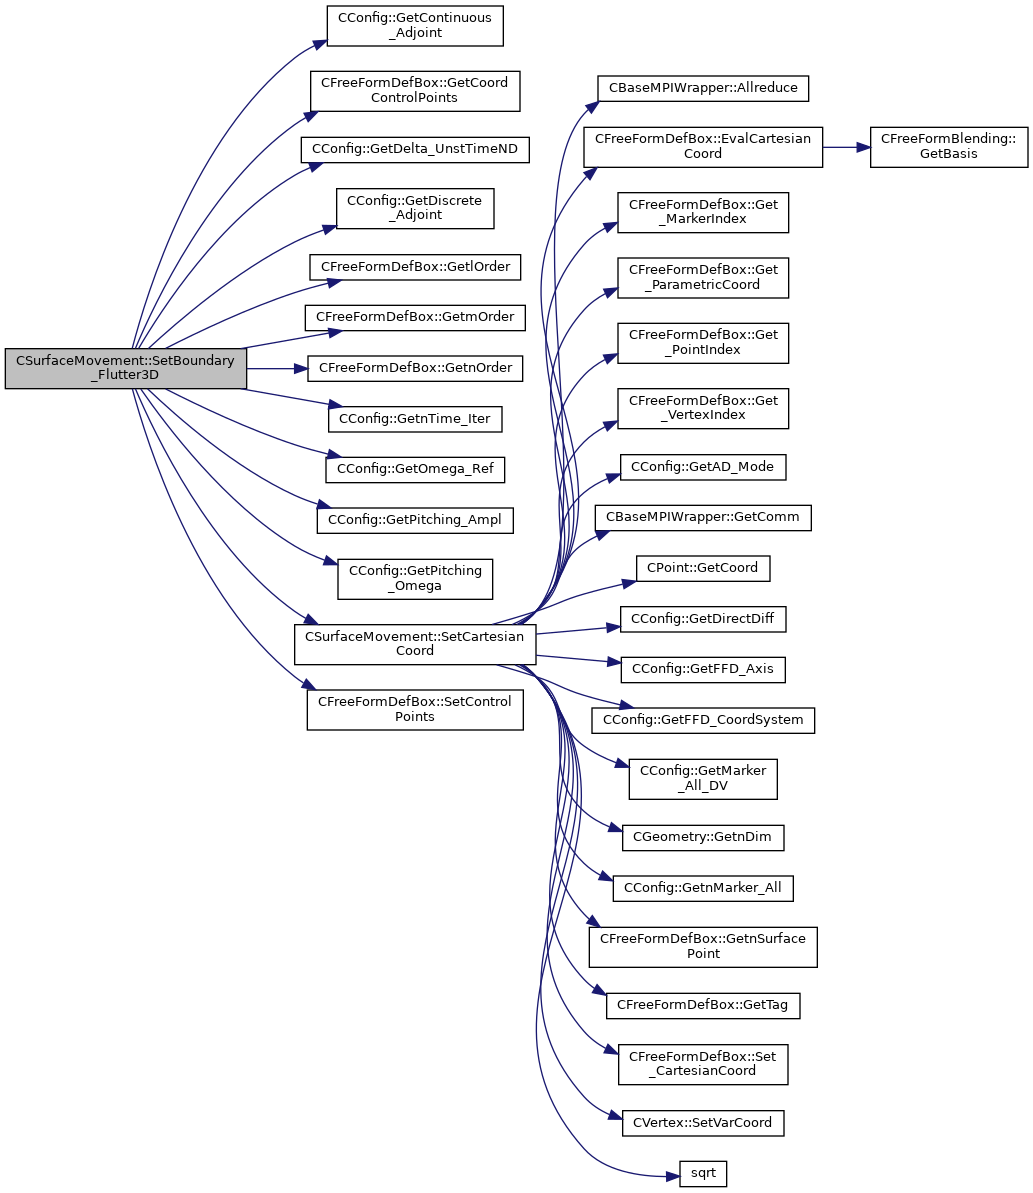 CSurfaceMovement::SetBoundary
_Flutter3D
CConfig::GetContinuous
_Adjoint
CFreeFormDefBox::GetCoord
ControlPoints
CConfig::GetDelta_UnstTimeND
CConfig::GetDiscrete
_Adjoint
CFreeFormDefBox::GetlOrder
CFreeFormDefBox::GetmOrder
CFreeFormDefBox::GetnOrder
CConfig::GetnTime_Iter
CConfig::GetOmega_Ref
CConfig::GetPitching_Ampl
CConfig::GetPitching
_Omega
CSurfaceMovement::SetCartesian
Coord
CFreeFormDefBox::SetControl
Points
CBaseMPIWrapper::Allreduce
CFreeFormDefBox::EvalCartesian
Coord
CFreeFormBlending::
GetBasis
CFreeFormDefBox::Get
_MarkerIndex
CFreeFormDefBox::Get
_ParametricCoord
CFreeFormDefBox::Get
_PointIndex
CFreeFormDefBox::Get
_VertexIndex
CConfig::GetAD_Mode
CBaseMPIWrapper::GetComm
CPoint::GetCoord
CConfig::GetDirectDiff
CConfig::GetFFD_Axis
CConfig::GetFFD_CoordSystem
CConfig::GetMarker
_All_DV
CGeometry::GetnDim
CConfig::GetnMarker_All
CFreeFormDefBox::GetnSurface
Point
CFreeFormDefBox::GetTag
CFreeFormDefBox::Set
_CartesianCoord
CVertex::SetVarCoord
sqrt